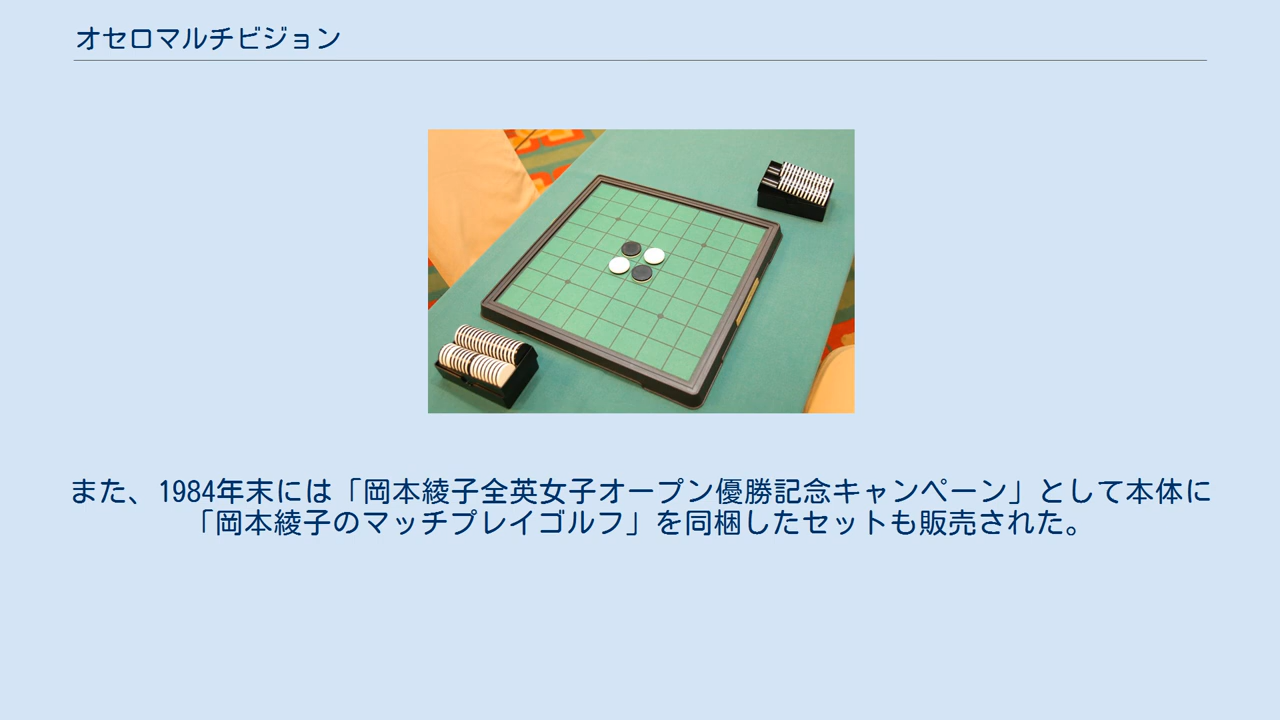 オセロマルチビジョン
また、1984年末には「岡本綾子全英女子オープン優勝記念キャンペーン」として本体に
「岡本綾子のマッチプレイゴルフ」を同梱したセットも販売された。